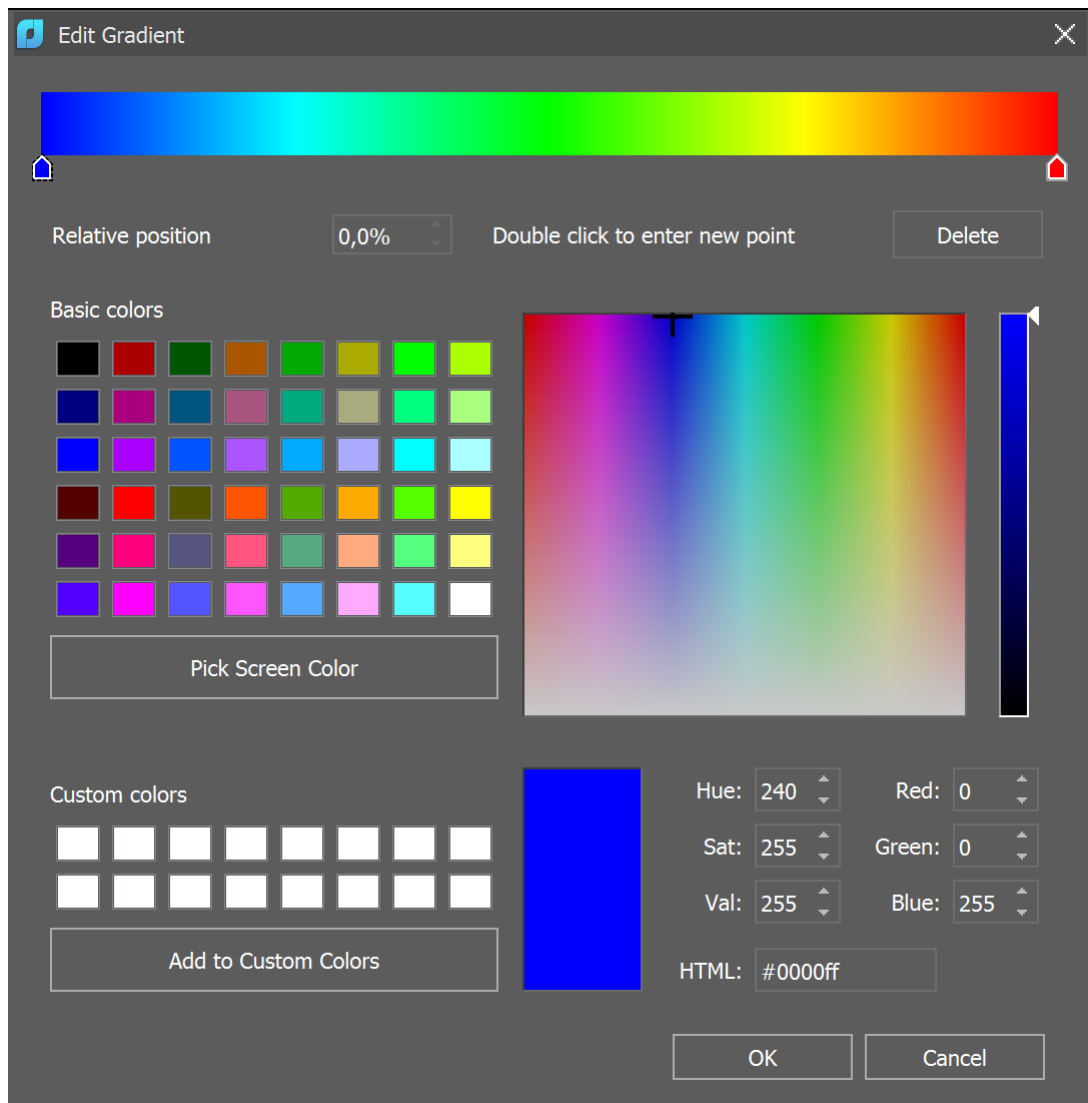 Edit Gradient
Relative position 0,0% Double click to enter new point Delete
Basic colors
Pick Screen Color
Custom colors
Add to Custom Colors
Hue: 240 Red: 0
Sat: 255 Green: 0
Val: 255 Blue: 255
HTML: #0000ff
OK Cancel